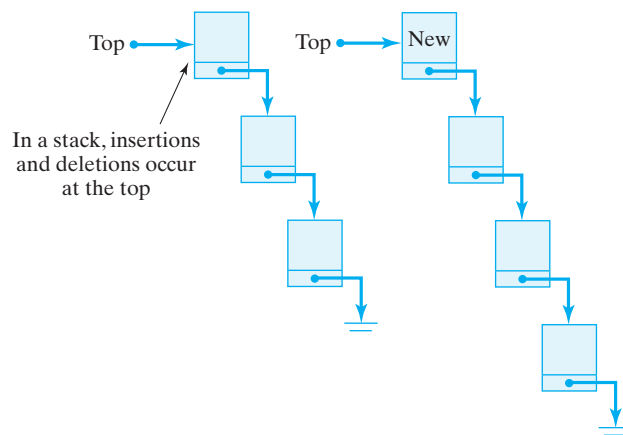 Top
Top
New
In a stack, insertions
and deletions occur
at the top